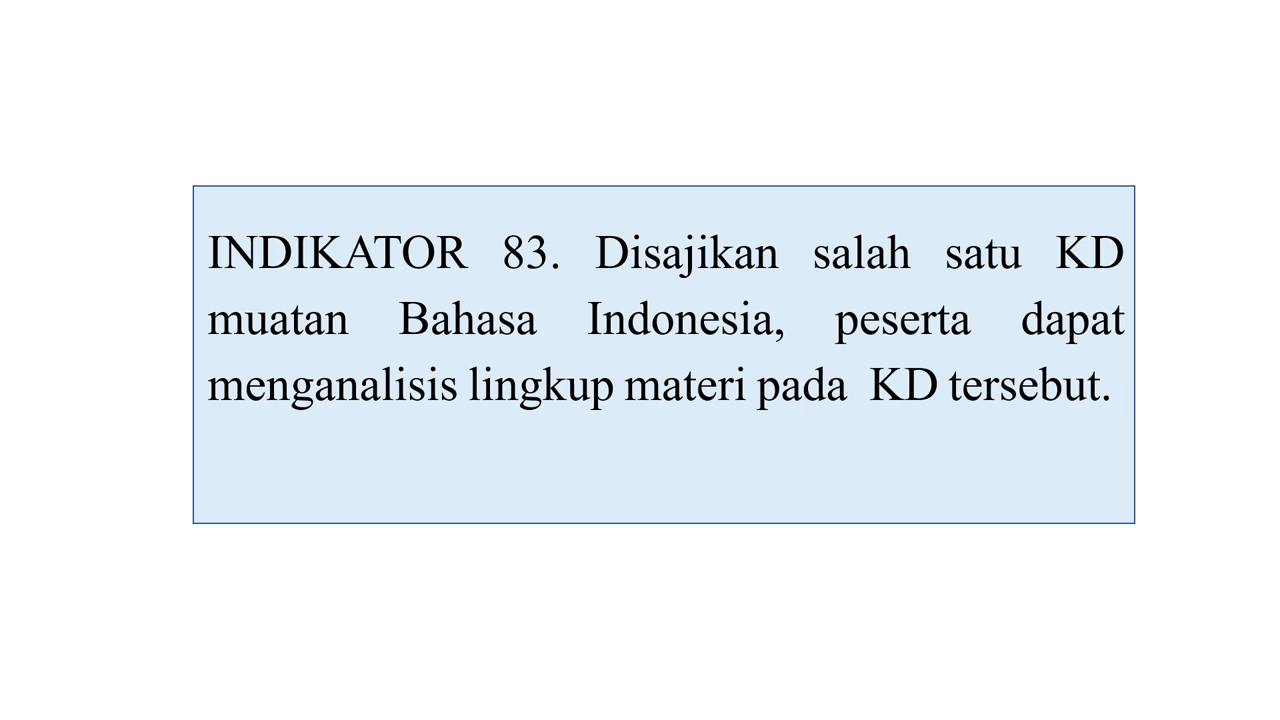 INDIKATOR 83. Disajikan salah satu KD
muatan Bahasa Indonesia, peserta dapat
menganalisis lingkup materi pada KD tersebut.